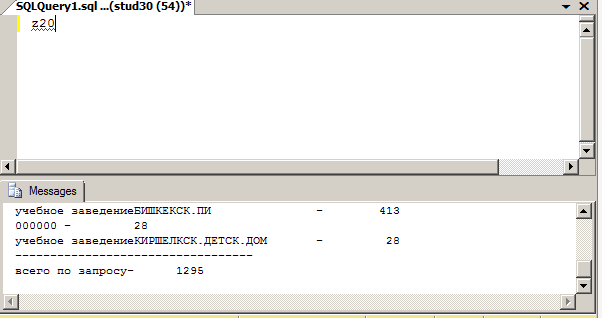 SQLQuery1.sql ...(stud30 (54))*
z20
Messages
учебное заведениеБИШКЕКСК.ПИ - 413
000000 - 28
учебное заведениеКИРШЕЛКСК.ДЕТСК.ДОМ - 28
----------------------------------
всего по запросу- 1295